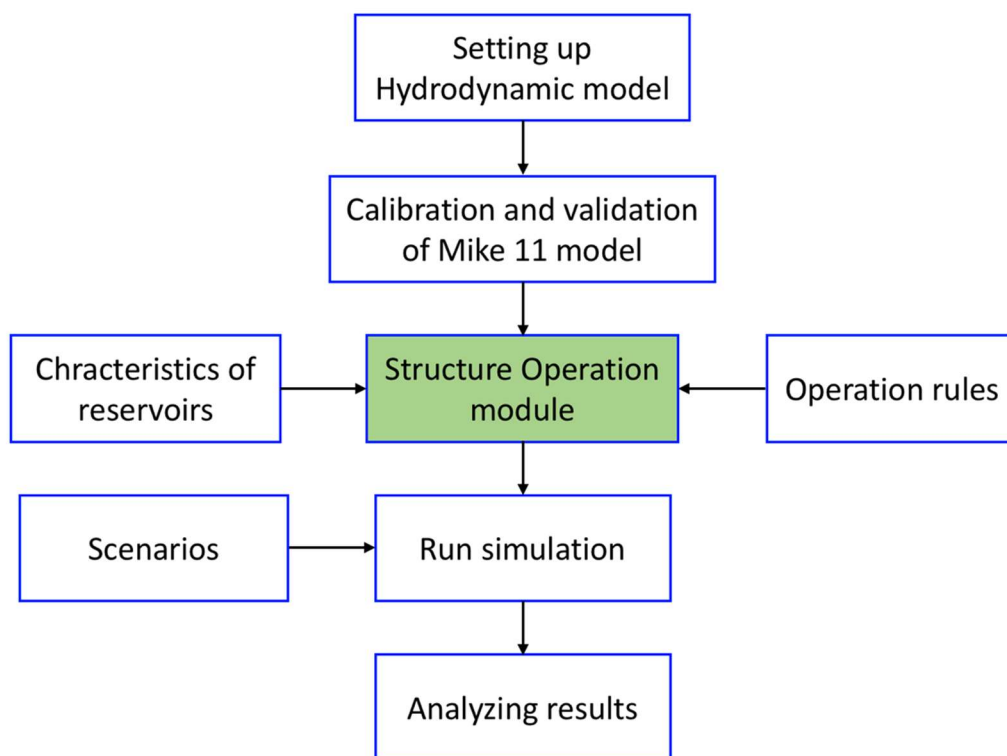 Setting up
Hydrodynamic model
Calibration and validation
of Mike 11 model
Chracteristics of
reservoirs
Structure Operation
module
Operation rules
Scenarios
Run simulation
Analyzing results